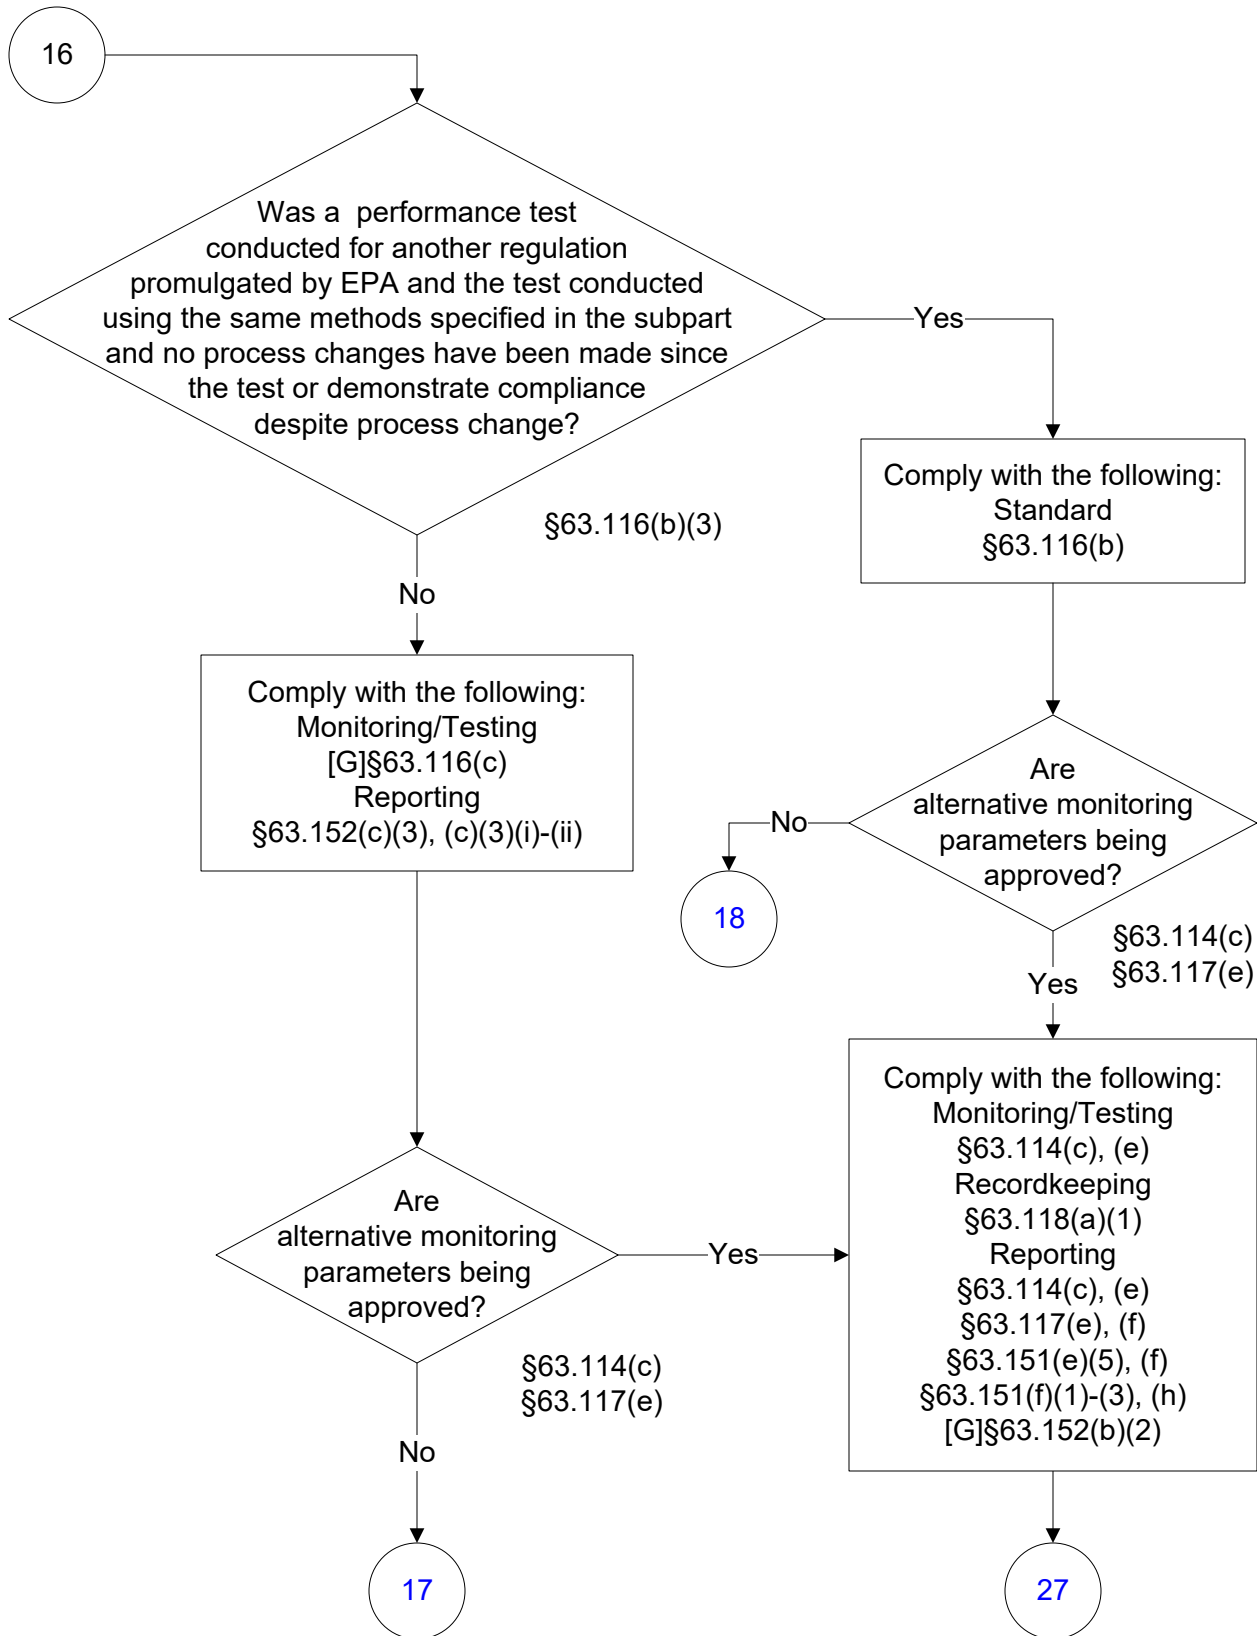 16
Was a performance test
conducted for another regulation
promulgated by EPA and the test conducted
using the same methods specified in the subpart
and no process changes have been made since
the test or demonstrate compliance
despite process change?
Yes
§63.116(b)(3)
No
Comply with the following:
Standard
§63.116(b)
Comply with the following:
Monitoring/Testing
[G]§63.116(c)
Reporting
§63.152(c)(3), (c)(3)(i)-(ii)
Are
alternative monitoring
parameters being
approved?
No
18
§63.114(c)
§63.117(e)
Yes
Comply with the following:
Monitoring/Testing
§63.114(c), (e)
Recordkeeping
§63.118(a)(1)
Reporting
§63.114(c), (e)
§63.117(e), (f)
§63.151(e)(5), (f)
§63.151(f)(1)-(3), (h)
[G]§63.152(b)(2)
Are
alternative monitoring
parameters being
approved?
Yes
§63.114(c)
§63.117(e)
No
17
27